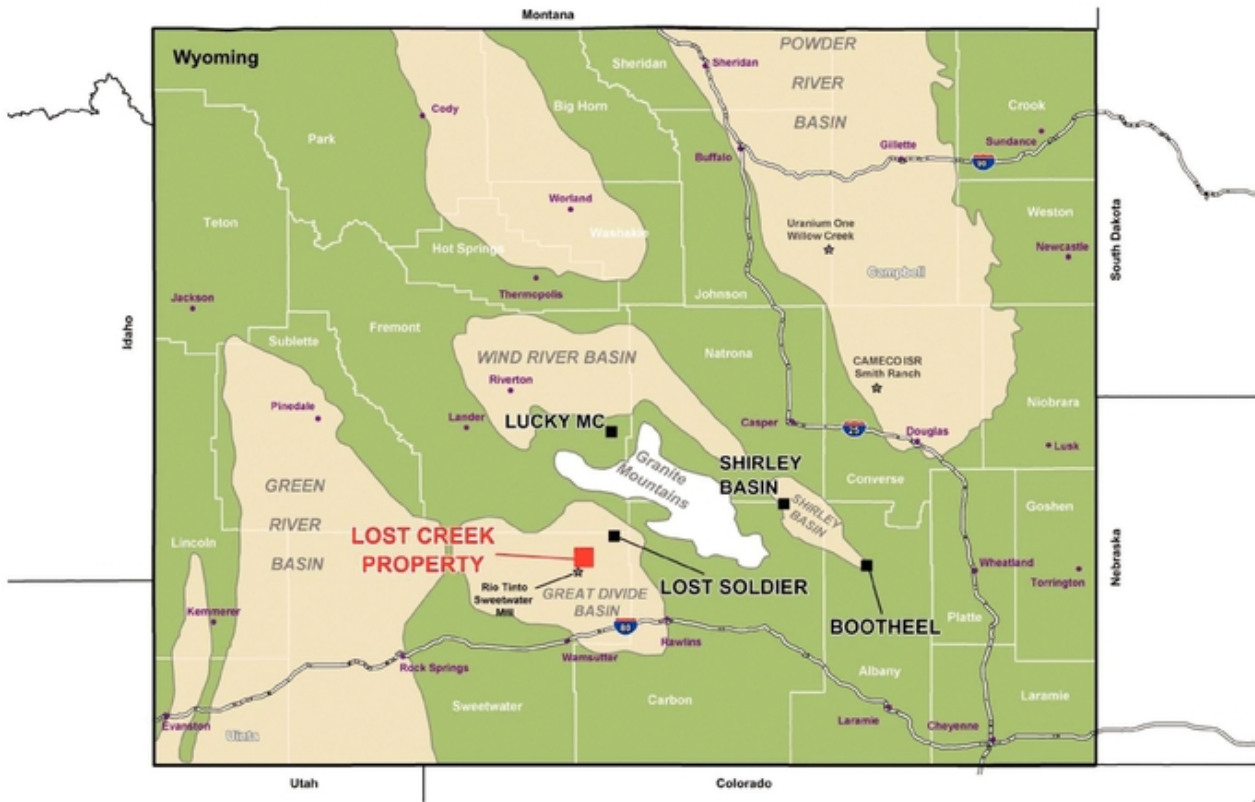 Montana
Wyoming
POWDER
RIVER
BASIN
Sheridan
Sheridan
Cody
Big Horn
Crook
Park
Sundance
Buffalo
Gillette
90
Teton
Worland
Washakie
Weston
Uranium One
Willow Creek
Hot Springs
Newcastle
Campbell
South Dakota
Jackson
Thermopolis
Johnson
Idaho
Fremont
Sublette
WIND RIVER BASIN
Natrona
CAMECO ISR
Smith Ranch
Riverton
Pinedale
Niobrara
Lander
LUCKY MC
Casper
25
Douglas
Lusk
Granite
Mountains
SHIRLEY
BASIN
Converse
GREEN
RIVER
BASIN
SHIRLEY
BASIN
Goshen
LOST CREEK
PROPERTY
Lincoln
Nebraska
Wheatland
Torrington
Rio Tinto
Sweetwater
Mill
LOST SOLDIER
GREAT DIVIDE
BASIN
Kemmerer
80
BOOTHEEL
Platte
Rawlins
Wamsutter
Rock Springs
Albany
Sweetwater
Carbon
Laramie
Evanston
Uinta
Laramie
Cheyenne
Utah
Colorado